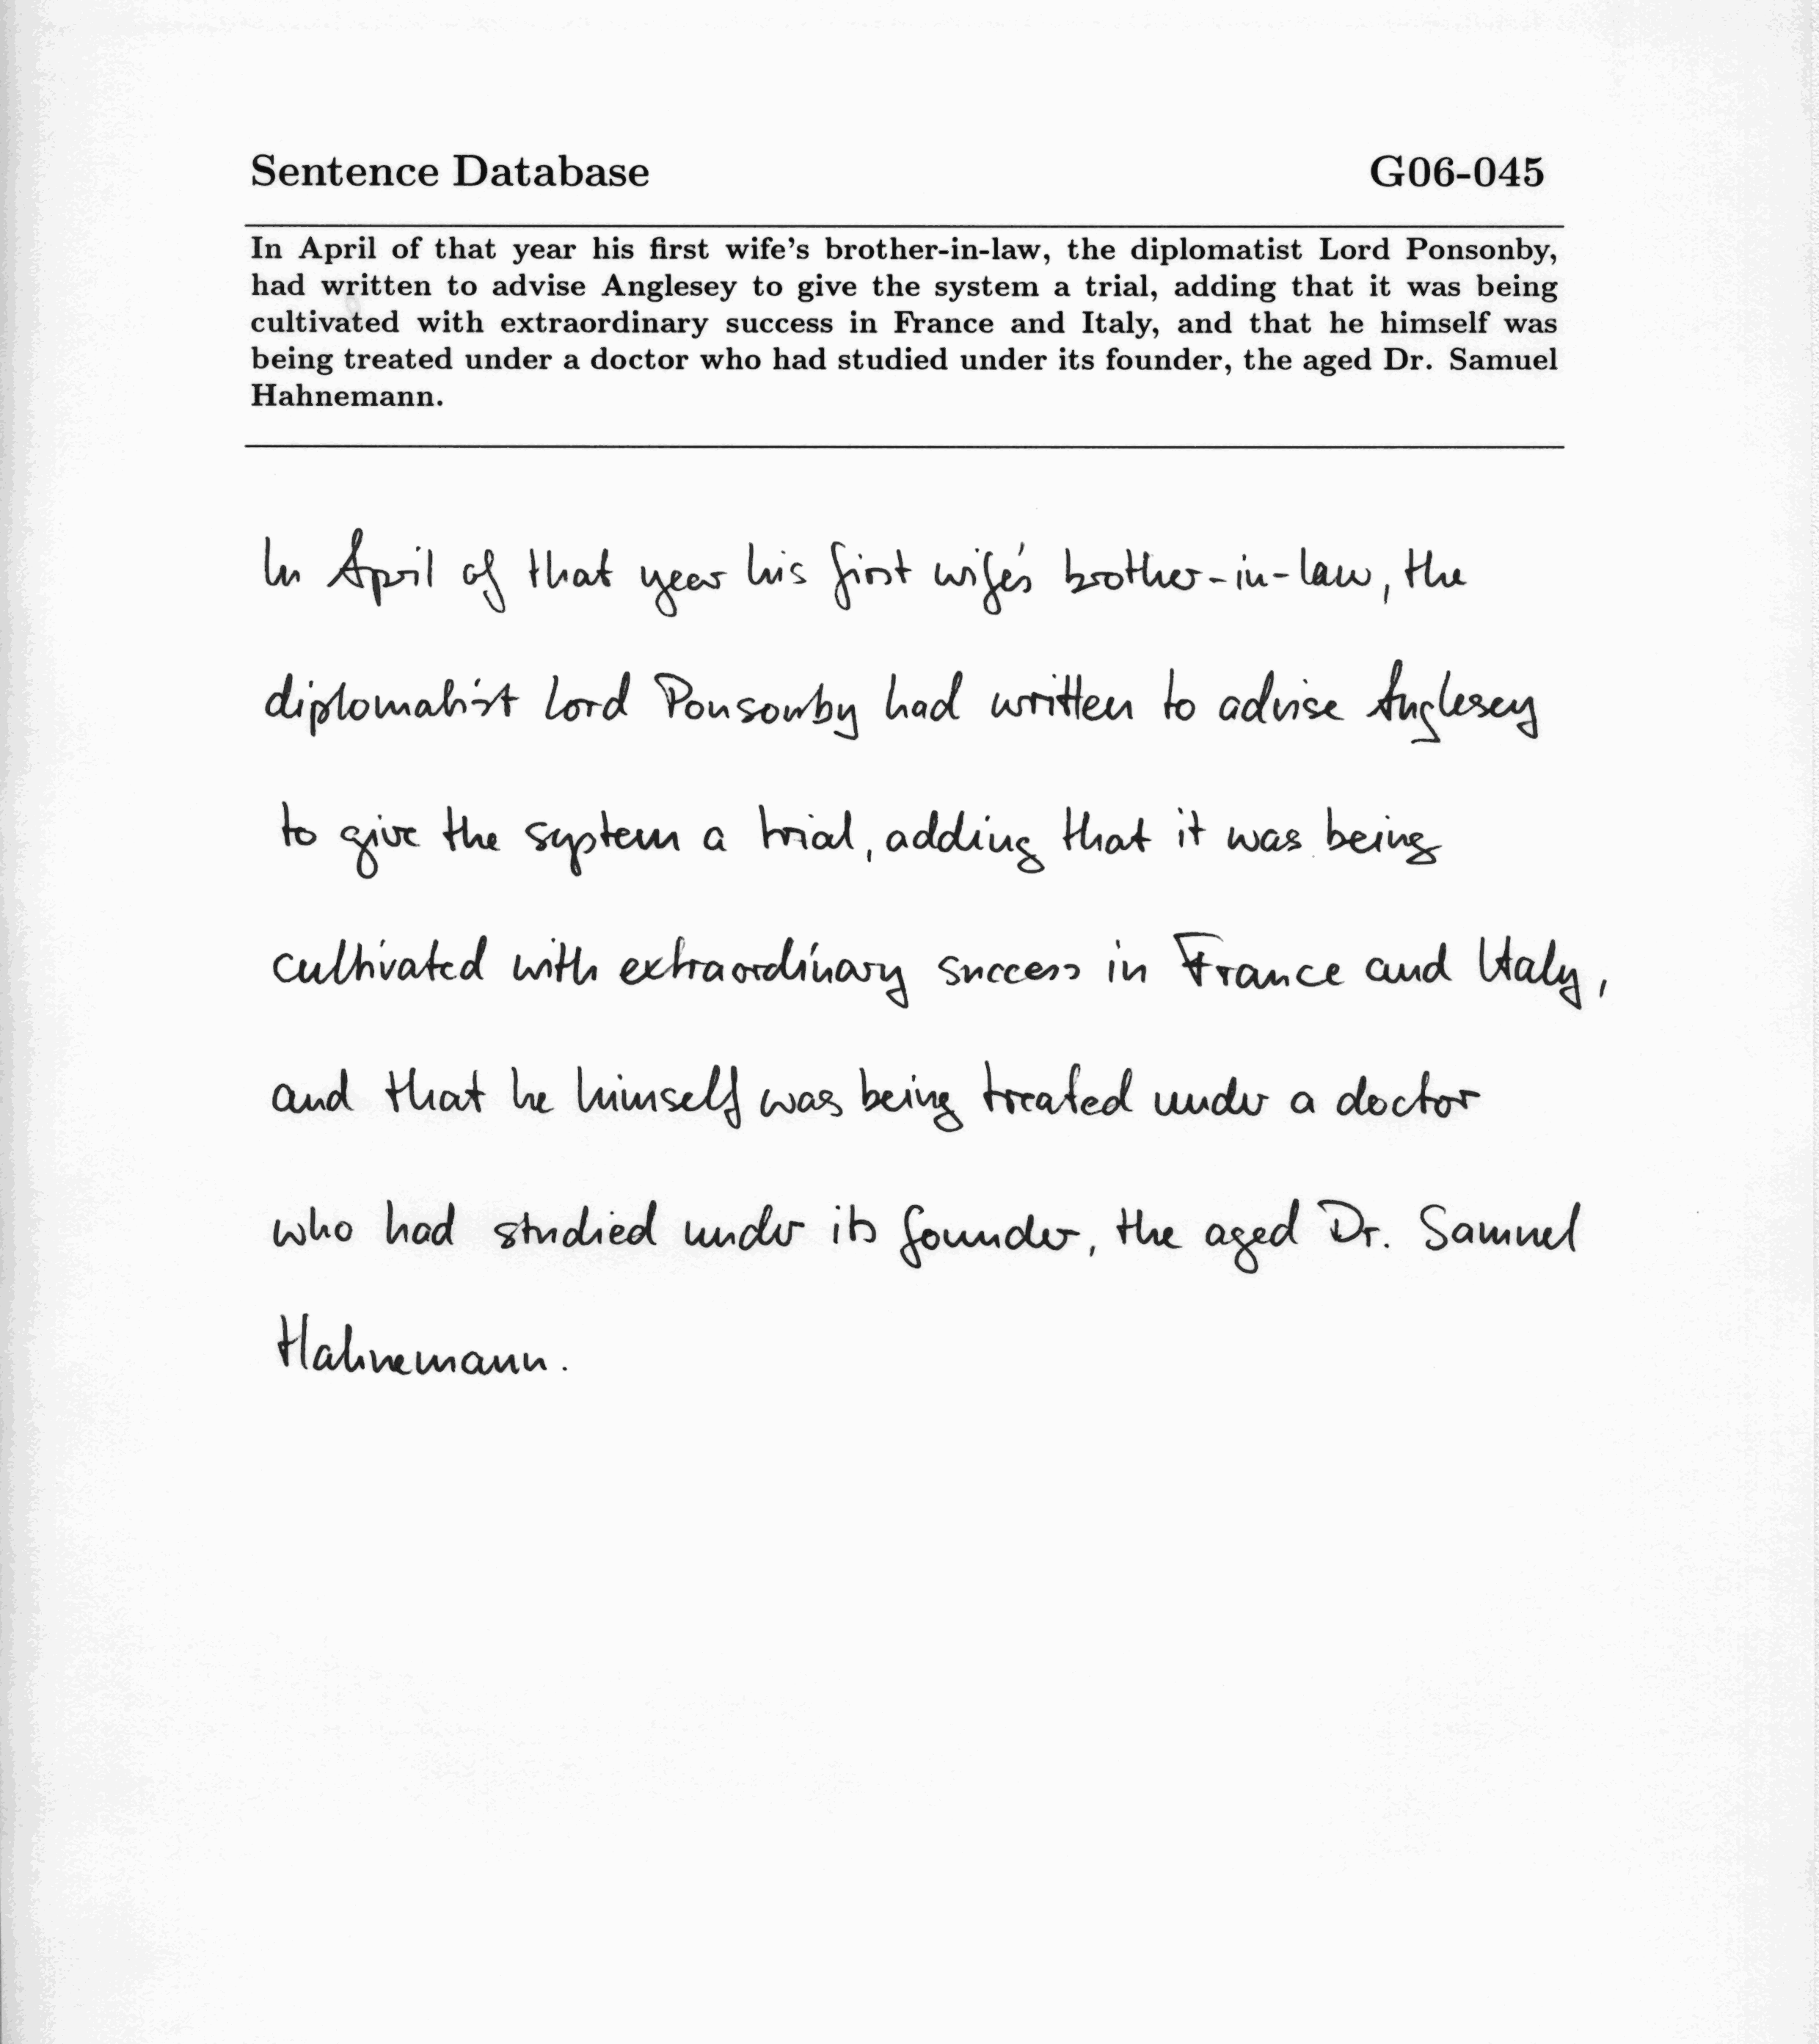 Sentence Database G06-045
In April of that year his first wife's brother-in-law, the diplomatist Lord Ponsonby,
had written to advise Anglesey to give the system a trial, adding that it was being
cultivated with extraordinary success in France and Italy, and that he himself was
being treated under a doctor who had studied under its founder, the aged Dr. Samuel
Hahnemann.
In April of that year his first wife's brother-in-law, the
diplomatist Lord Ponsonby had written to advise Anglesey
to give the system a trial, adding that it was being
cultivated with extraordinary success in France and Italy,
and that he himself was being treated under a doctor
who had studied under its founder, the aged Dr. Samuel
Hahnemann.